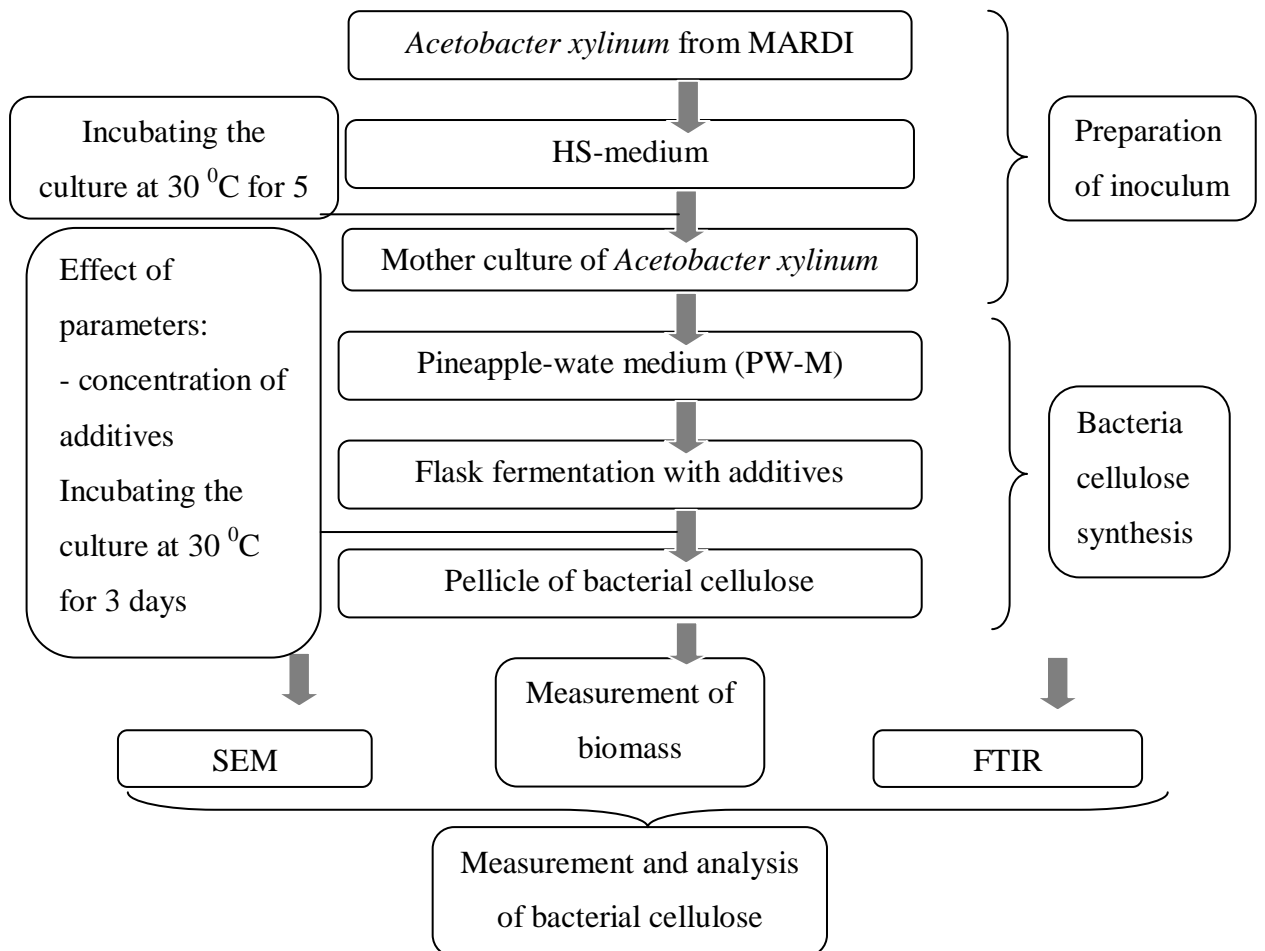 Acetobacter xylinum from MARDI
Incubating the
culture at 30 ⁰C for 5
HS-medium
Preparation
of inoculum
Mother culture of Acetobacter xylinum
Effect of
parameters:
- concentration of
additives
Incubating the
culture at 30 ⁰C
for 3 days
Pineapple-wate medium (PW-M)
Flask fermentation with additives
Pellicle of bacterial cellulose
Bacteria
cellulose
synthesis
SEM
Measurement of
biomass
FTIR
Measurement and analysis
of bacterial cellulose